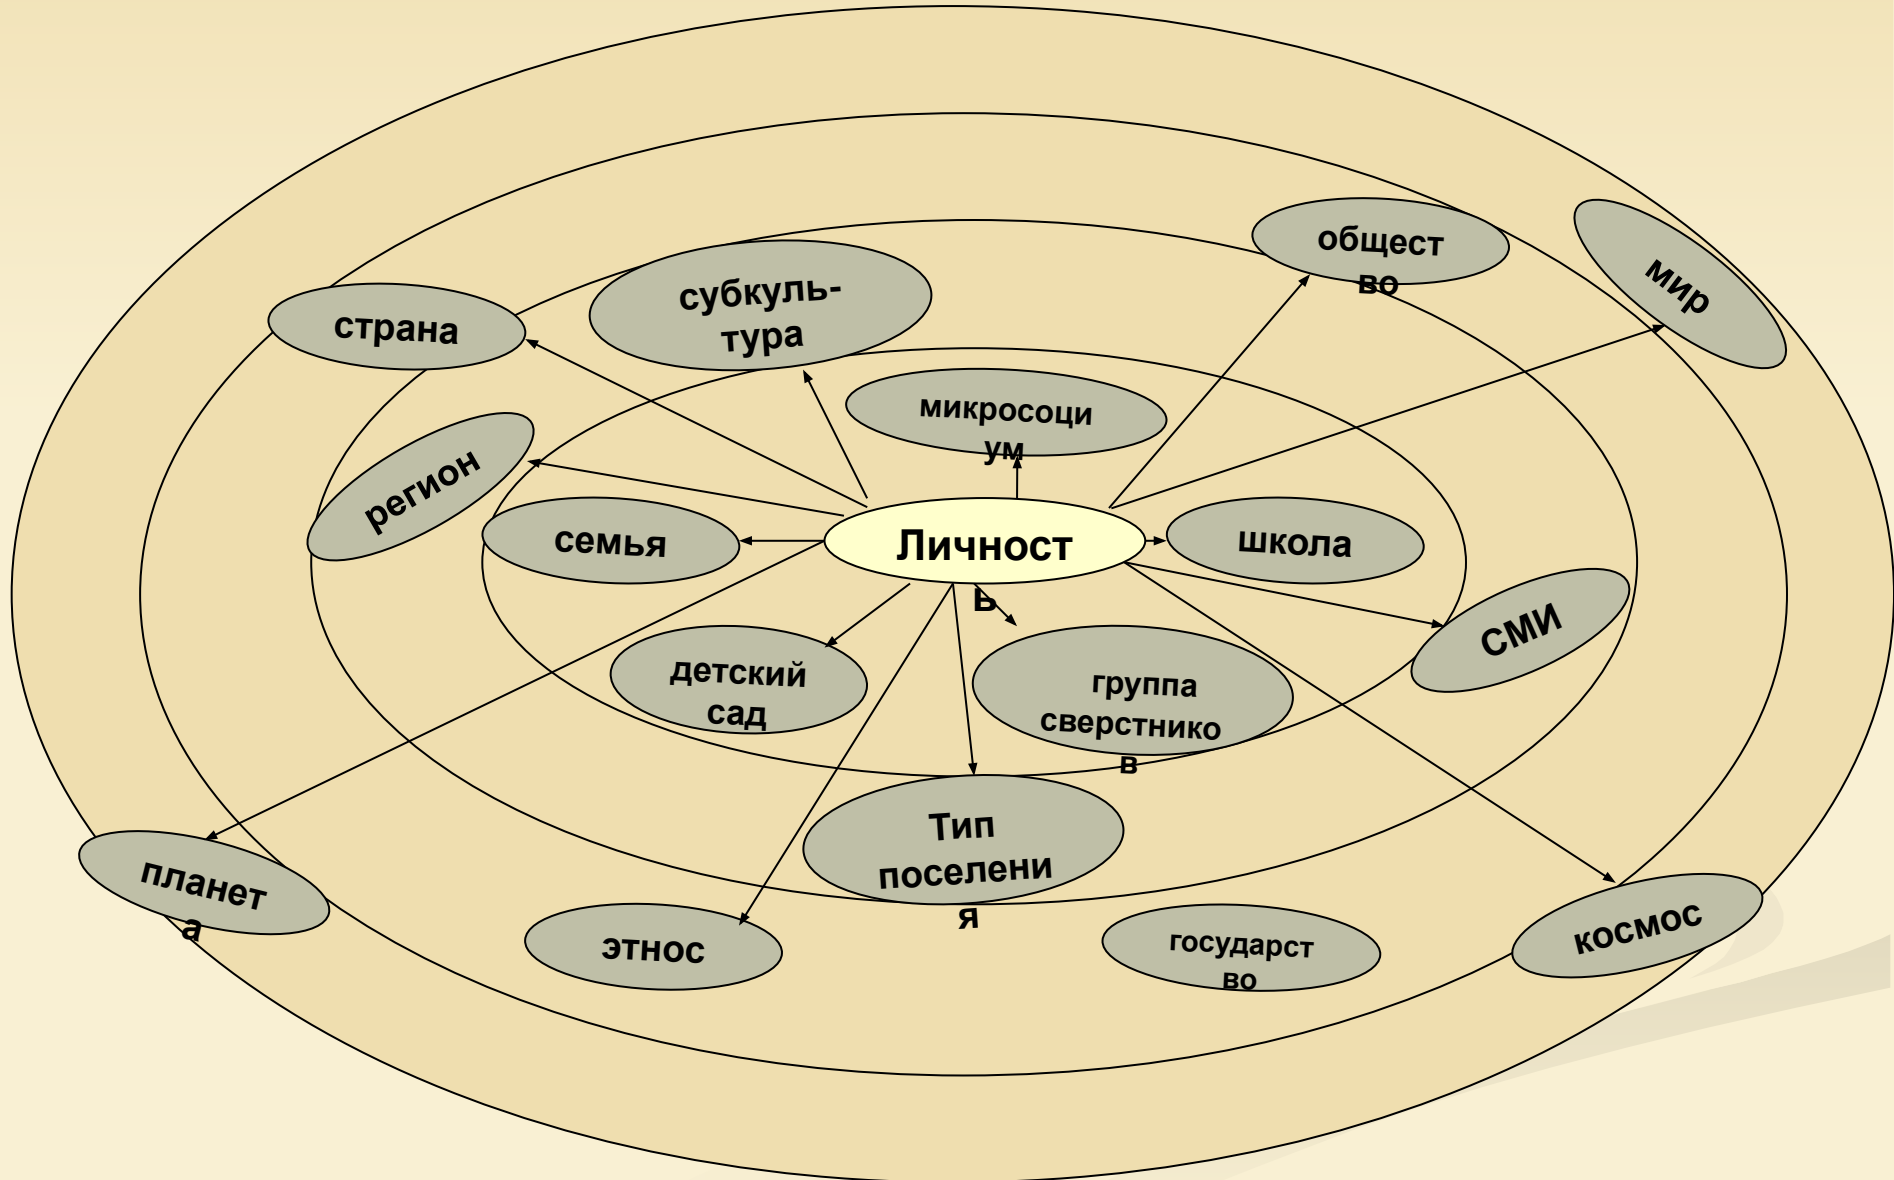 общест
во
мир
субкуль-
тура
страна
микросоци
ум
регион
семья
Личност
ь
школа
СМИ
детский
сад
группа
сверстнико
в
Тип
поселени
я
планет
а
этнос
государст
во
космос